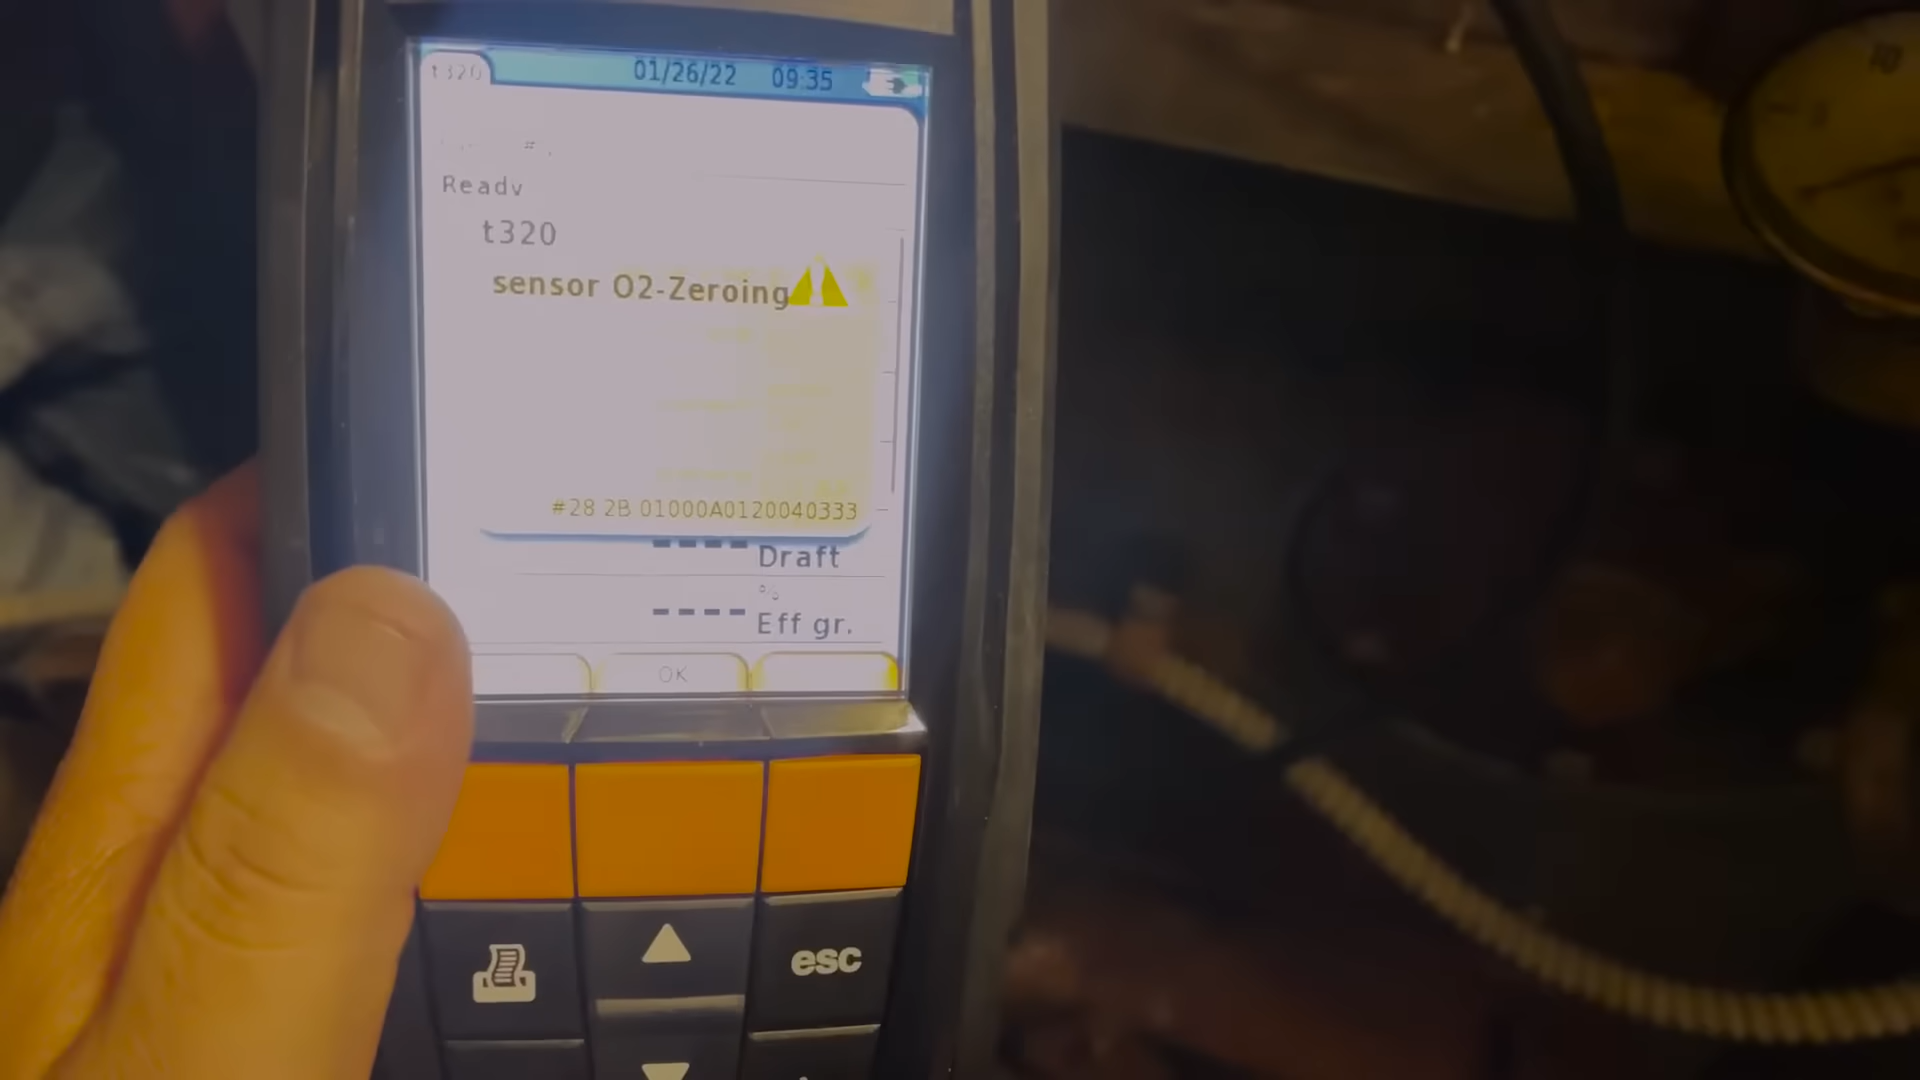 t320 01/26/22 09:35
Ready
t320
sensor O2-Zeroing
#28 2B 01000A0120040333
---- Draft
%
---- Eff gr.
OK
esc
10